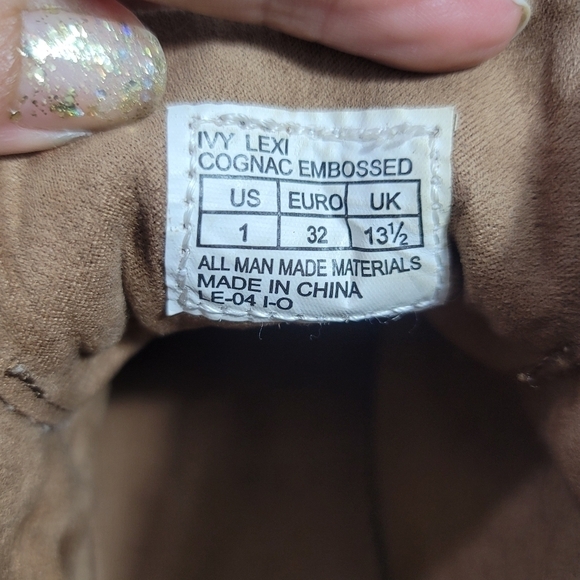 IVY LEXI
COGNAC EMBOSSED
US EURO UK
1 32 13½
ALL MAN MADE MATERIALS
MADE IN CHINA
LE-04 I-O